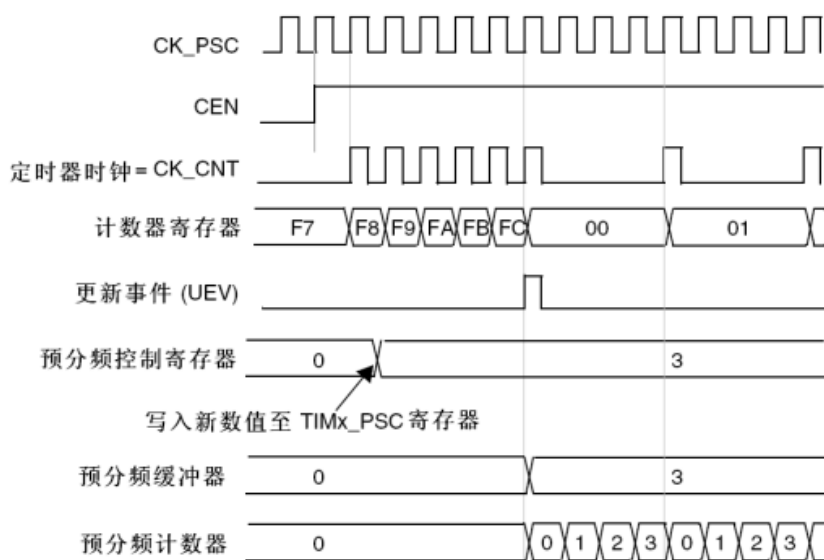 CK_PSC
CEN
定时器时钟= CK_CNT
计数器寄存器 F7 F8 F9 FA FB FC 00 01
更新事件 (UEV)
预分频控制寄存器 0 3
写入新数值至 TIMx_PSC 寄存器
预分频缓冲器 0 3
预分频计数器 0 0 1 2 3 0 1 2 3